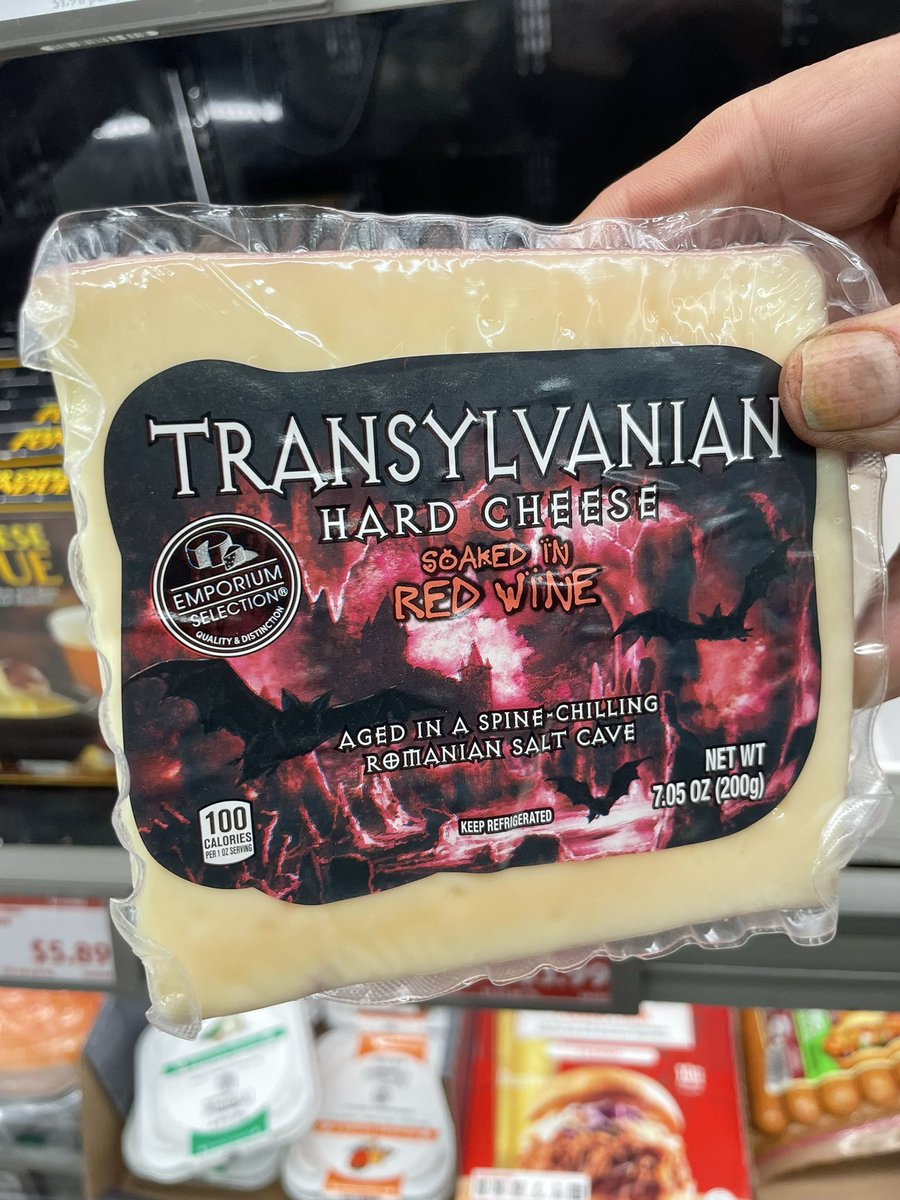 TRANSYLVANIAN
HARD CHEESE
SOAKED IN
RED WINE
EMPORIUM
SELECTION®
QUALITY & DISTINCTION
AGED IN A SPINE-CHILLING
ROMANIAN SALT CAVE
NET WT
7.05 OZ (200g)
KEEP REFRIGERATED
100
CALORIES
PER 1 OZ SERVING
$5.89